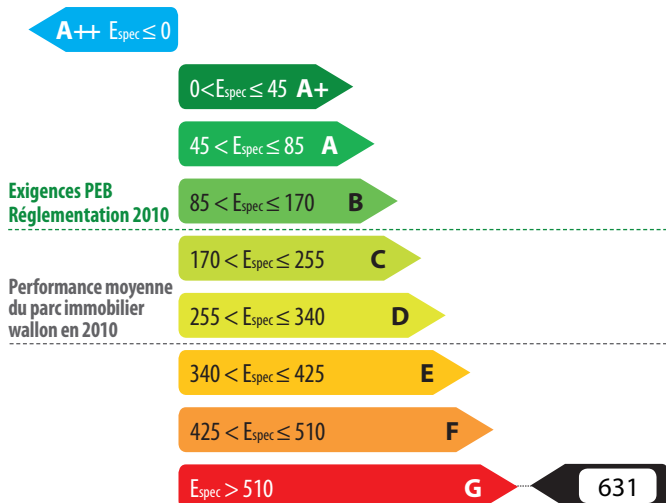 A++ Espec ≤ 0
0<Espec ≤ 45 A+
45 < Espec ≤ 85 A
Exigences PEB
Réglementation 2010
85 < Espec ≤ 170 B
170 < Espec ≤ 255 C
Performance moyenne
du parc immobilier
wallon en 2010
255 < Espec ≤ 340 D
340 < Espec ≤ 425 E
425 < Espec ≤ 510 F
Espec > 510 G
631